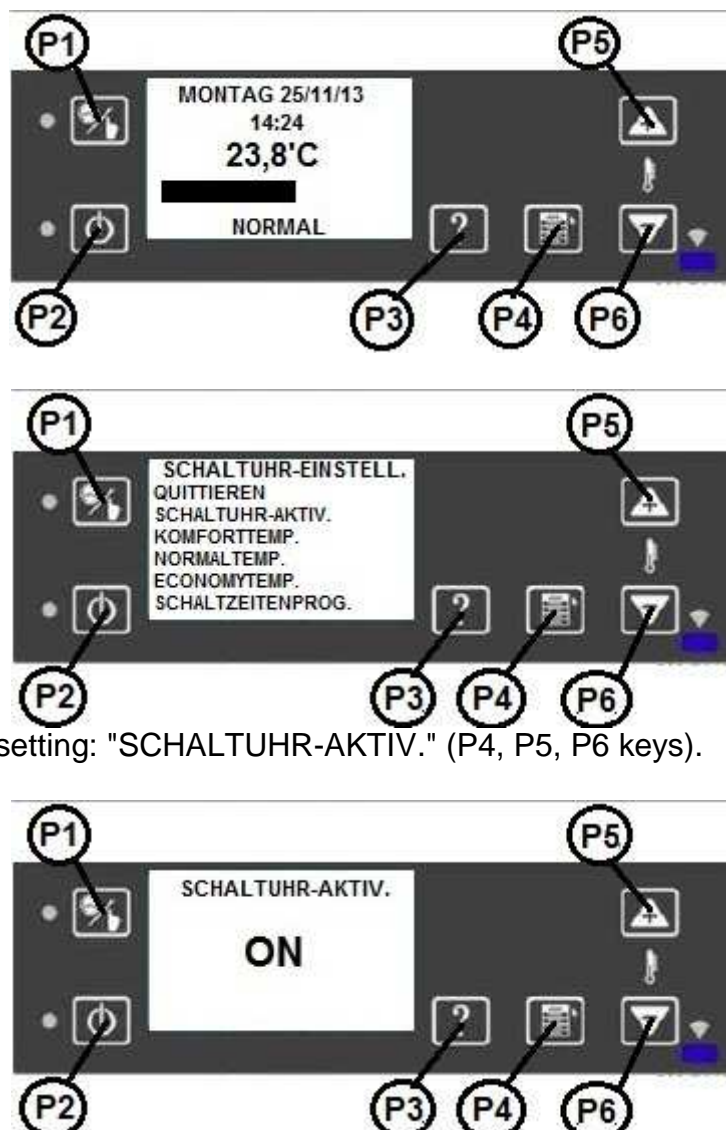 P1
P5
MONTAG 25/11/13
14:24
23,8'C
NORMAL
?
P2
P3
P4
P6
P1
P5
SCHALTUHR-EINSTELL.
QUITTIEREN
SCHALTUHR-AKTIV.
KOMFORTTEMP.
NORMALTEMP.
ECONOMYTEMP.
SCHALTZEITENPROG.
?
P2
P3
P4
P6
setting: "SCHALTUHR-AKTIV." (P4, P5, P6 keys).
P1
P5
SCHALTUHR-AKTIV.
ON
?
P2
P3
P4
P6